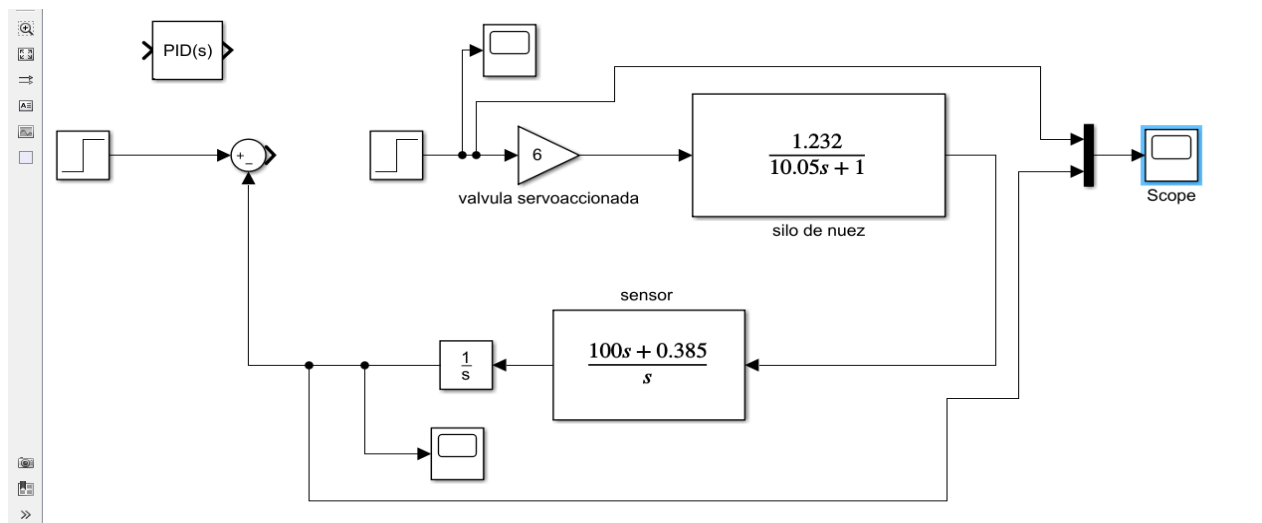 PID(s)
+
−
6
valvula servoaccionada
1.232
10.05s + 1
silo de nuez
Scope
sensor
100s + 0.385
s
1
s